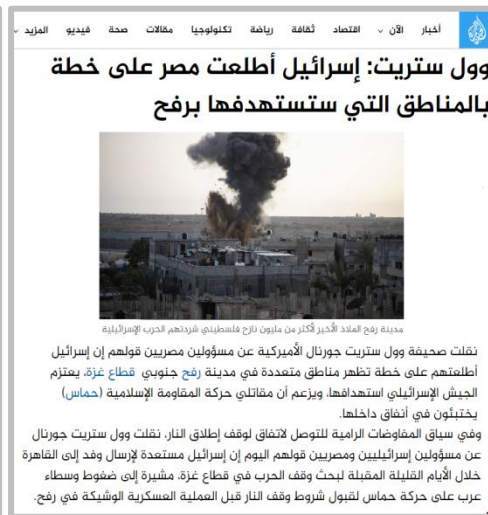 أخبار الآن اقتصاد ثقافة رياضة تكنولوجيا مقالات صحة فيديو المزيد
وول ستريت: إسرائيل أطلعت مصر على خطة
بالمناطق التي ستستهدفها برفح
مدينة رفح الملاذ الأخير لأكثر من مليون نازح فلسطيني شردتهم الحرب الإسرائيلية
نقلت صحيفة وول ستريت جورنال الأميركية عن مسؤولين مصريين قولهم إن إسرائيل
أطلعتهم على خطة تظهر مناطق متعددة في مدينة رفح جنوبي قطاع غزة، يعتزم
الجيش الإسرائيلي استهدافها، ويزعم أن مقاتلي حركة المقاومة الإسلامية (حماس)
يختبئون في أنفاق داخلها.
وفي سياق المفاوضات الرامية للتوصل لاتفاق لوقف إطلاق النار، نقلت وول ستريت جورنال
عن مسؤولين إسرائيليين ومصريين قولهم اليوم إن إسرائيل مستعدة لإرسال وفد إلى القاهرة
خلال الأيام القليلة المقبلة لبحث وقف الحرب في قطاع غزة، مشيرة إلى ضغوط وسطاء
عرب على حركة حماس لقبول شروط وقف النار قبل العملية العسكرية الوشيكة في رفح.